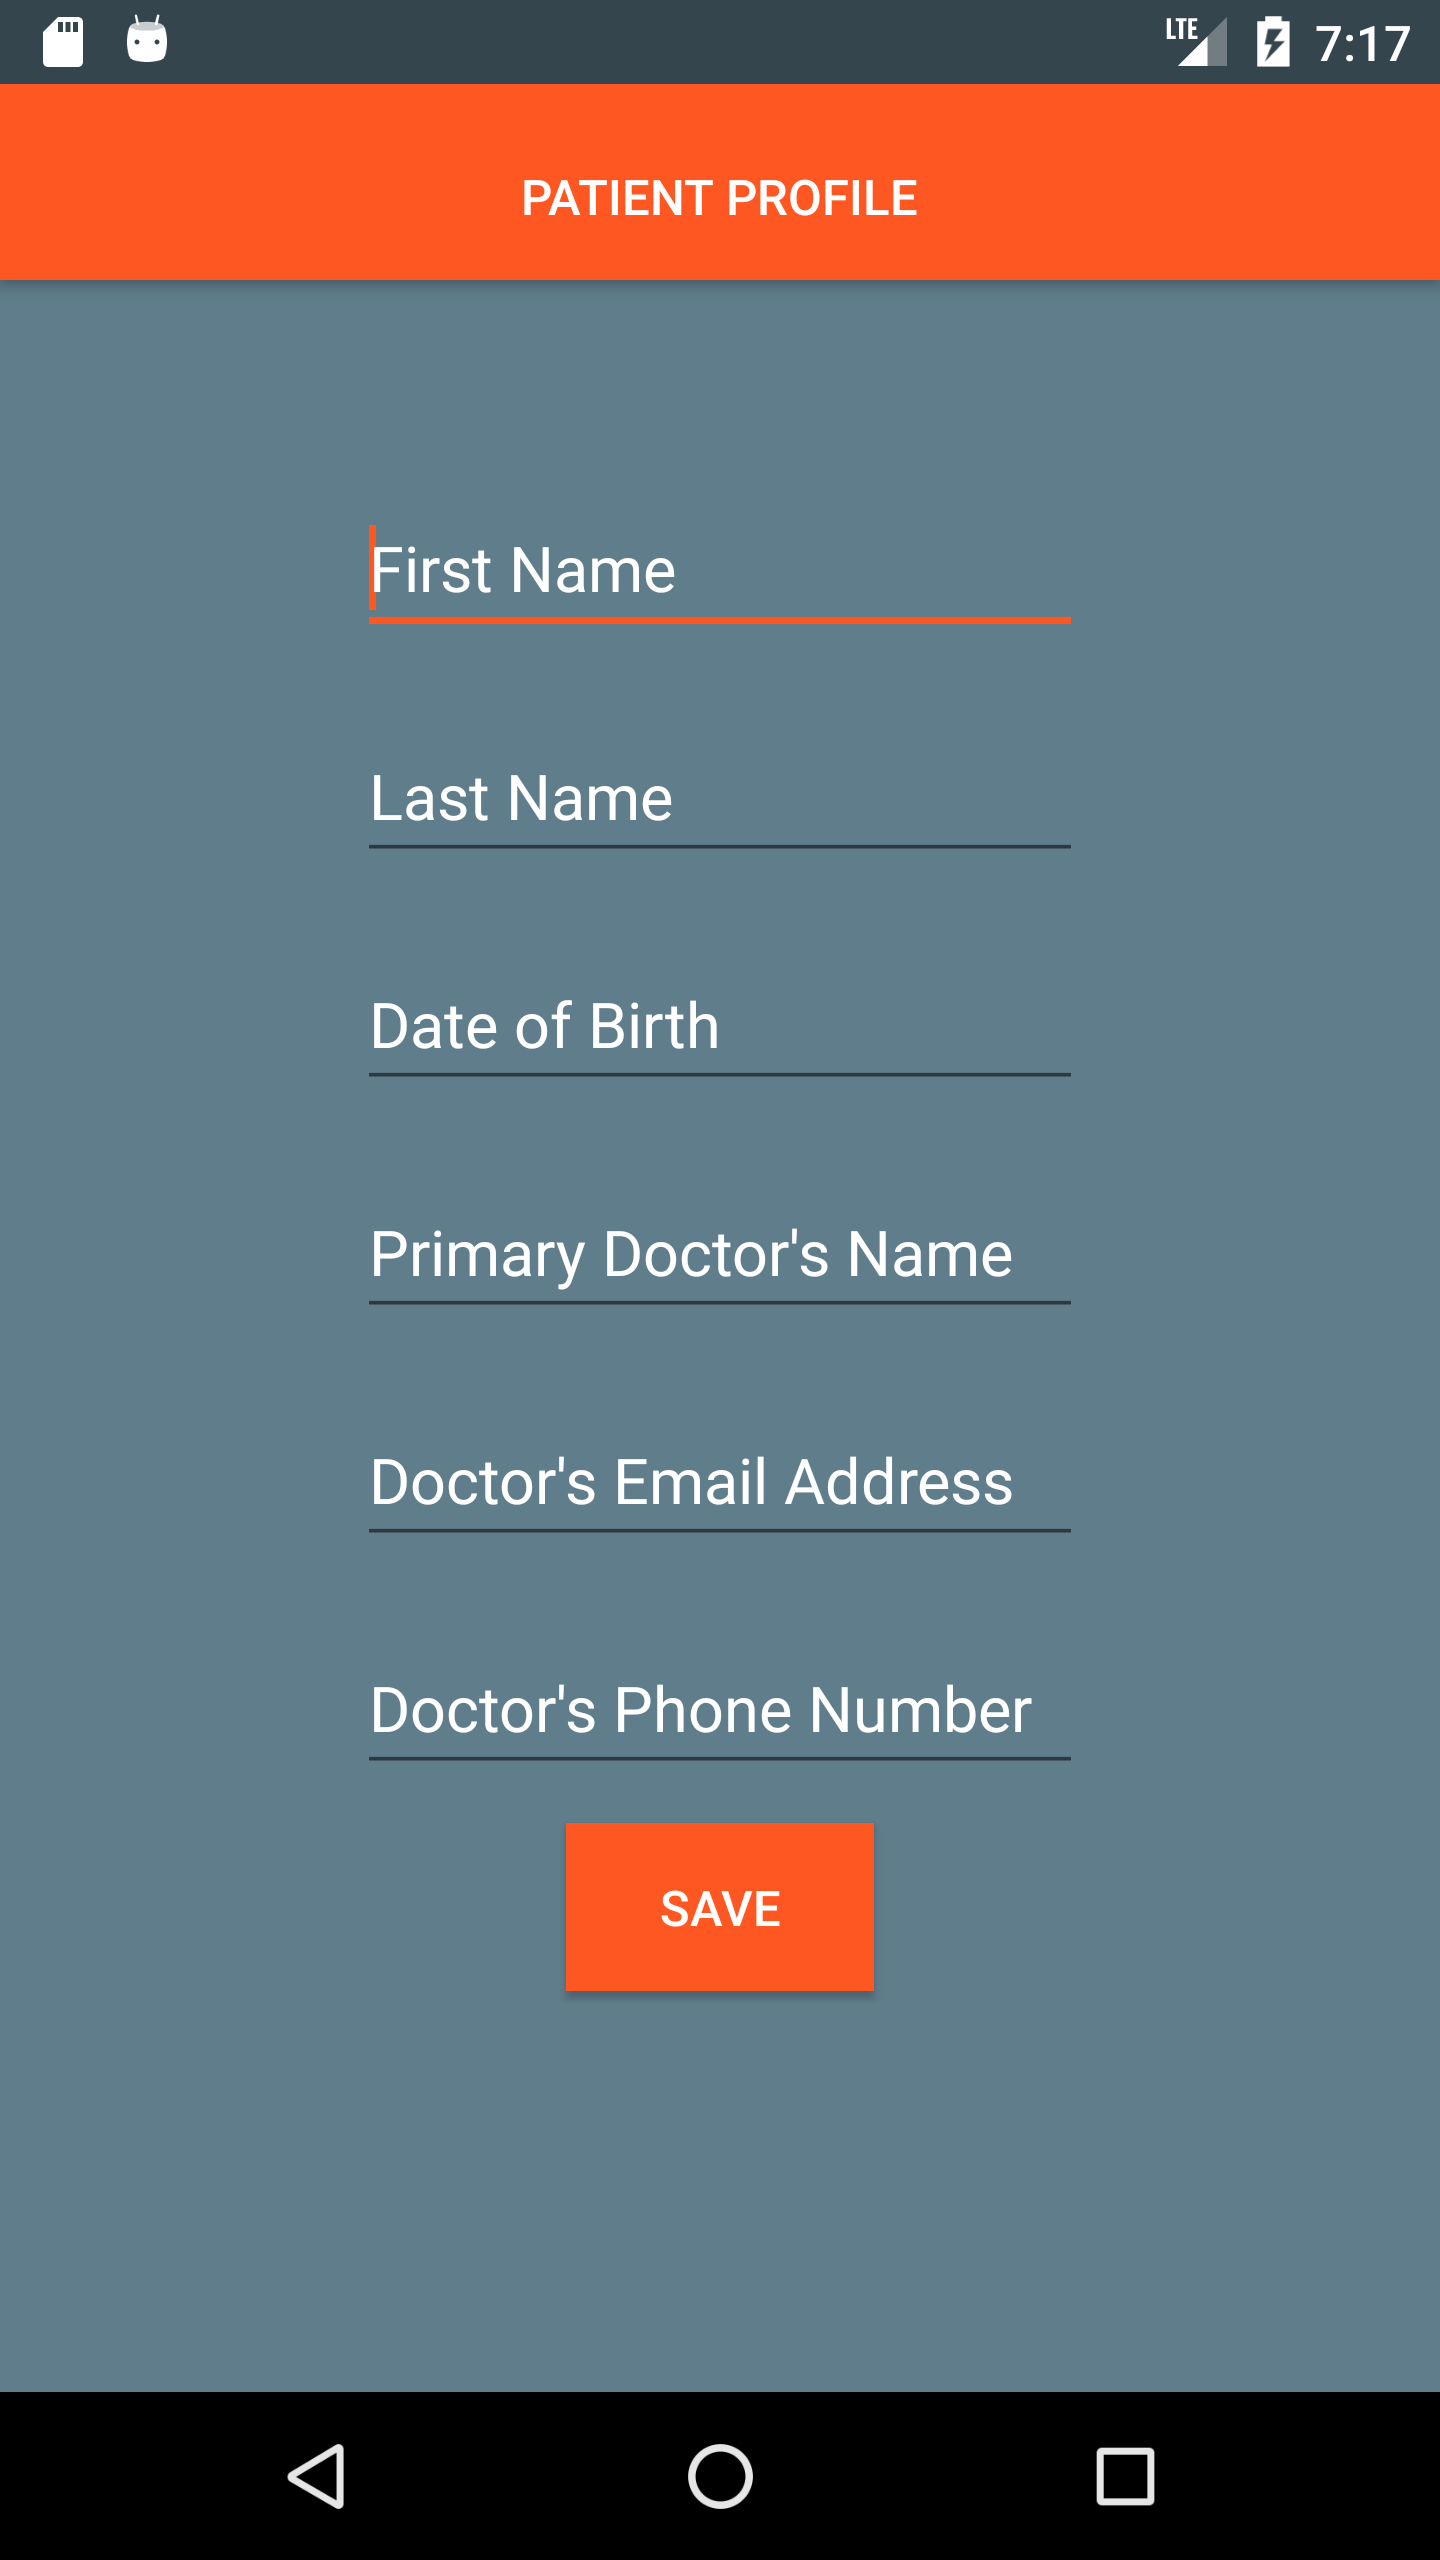 LTE 7:17
PATIENT PROFILE
First Name
Last Name
Date of Birth
Primary Doctor's Name
Doctor's Email Address
Doctor's Phone Number
SAVE